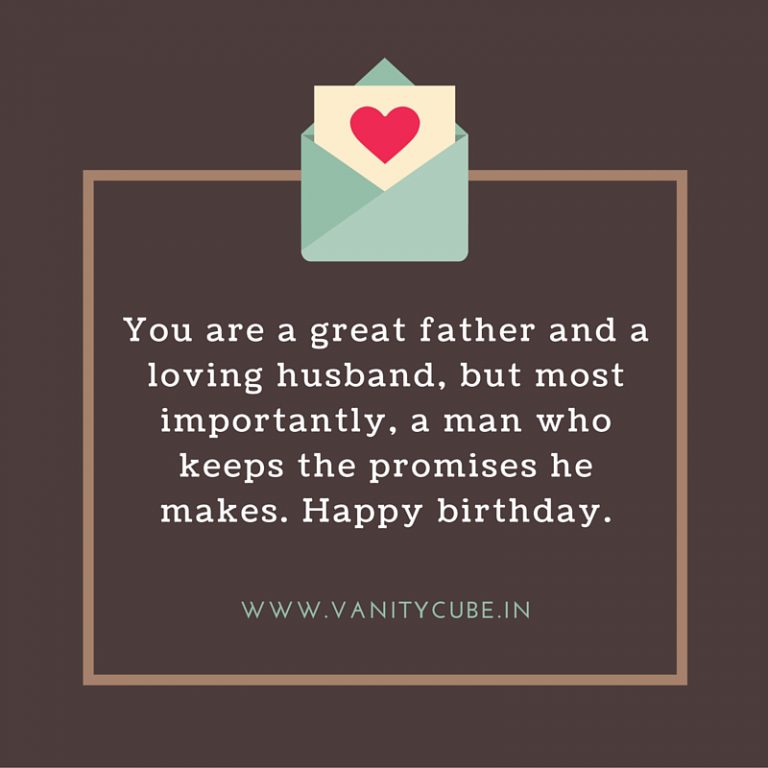 You are a great father and a
loving husband, but most
importantly, a man who
keeps the promises he
makes. Happy birthday.
WWW.VANITYCUBE.IN